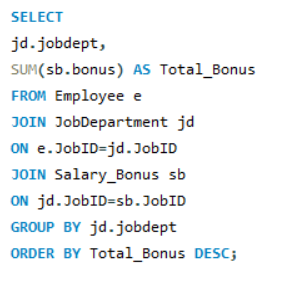 SELECT
jd.jobdept,
SUM(sb.bonus) AS Total_Bonus
FROM Employee e
JOIN JobDepartment jd
ON e.JobID=jd.JobID
JOIN Salary_Bonus sb
ON jd.JobID=sb.JobID
GROUP BY jd.jobdept
ORDER BY Total_Bonus DESC;